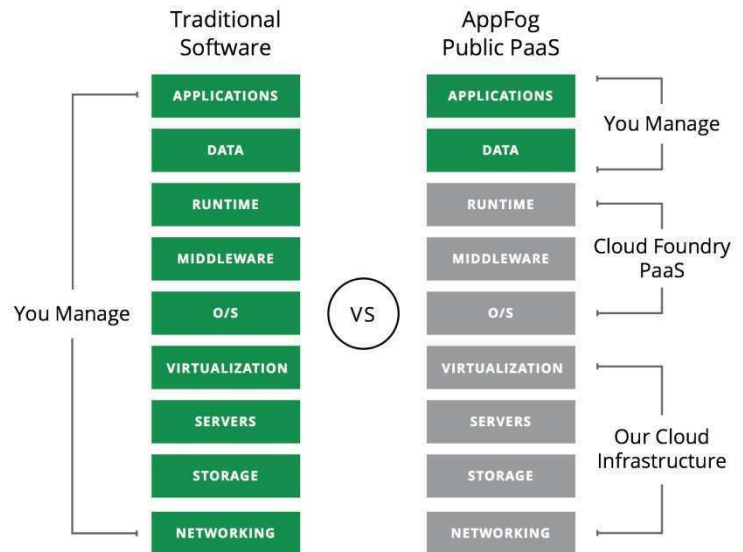 Traditional
Software
AppFog
Public PaaS
APPLICATIONS
DATA
RUNTIME
MIDDLEWARE
O/S
VIRTUALIZATION
SERVERS
STORAGE
NETWORKING
You Manage
VS
APPLICATIONS
DATA
RUNTIME
MIDDLEWARE
O/S
VIRTUALIZATION
SERVERS
STORAGE
NETWORKING
You Manage
Cloud Foundry
PaaS
Our Cloud
Infrastructure